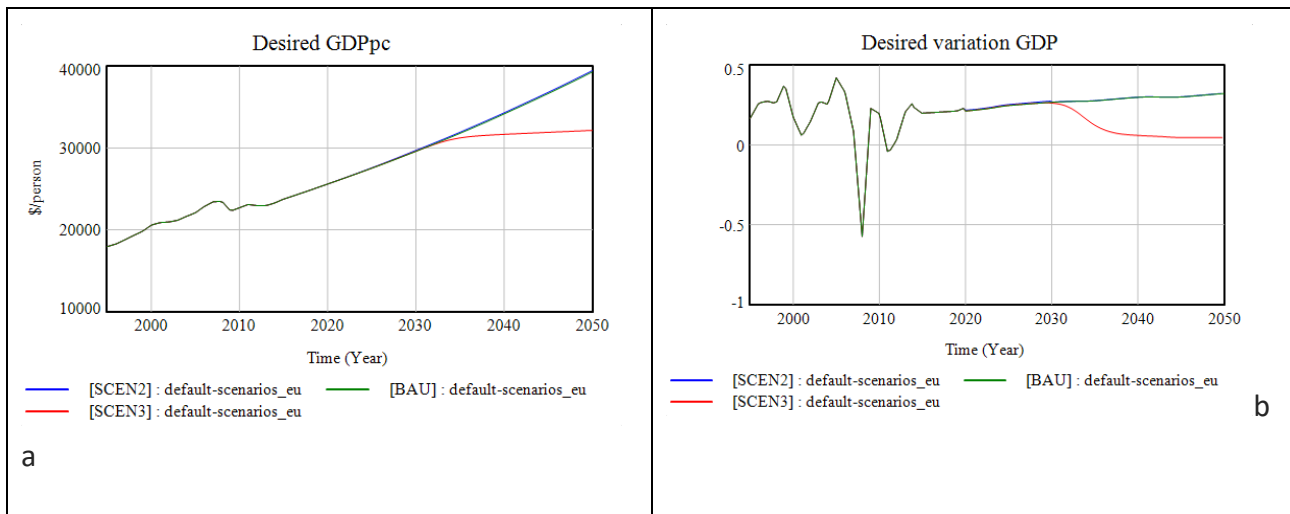 Desired GDPpc
40000
30000
20000
10000
$/person
2000 2010 2020 2030 2040 2050
Time (Year)
[SCEN2] : default-scenarios_eu [BAU] : default-scenarios_eu
[SCEN3] : default-scenarios_eu
a
Desired variation GDP
0.5
0
-0.5
-1
2000 2010 2020 2030 2040 2050
Time (Year)
[SCEN2] : default-scenarios_eu [BAU] : default-scenarios_eu
[SCEN3] : default-scenarios_eu
b